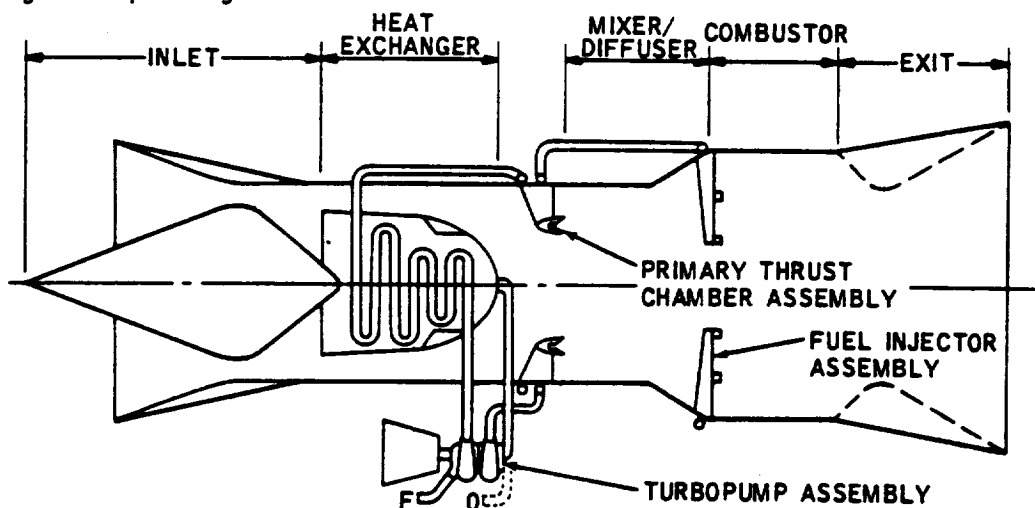 HEAT
EXCHANGER
MIXER/
DIFFUSER
COMBUSTOR
INLET
EXIT
PRIMARY THRUST
CHAMBER ASSEMBLY
FUEL INJECTOR
ASSEMBLY
TURBOPUMP ASSEMBLY
F
O